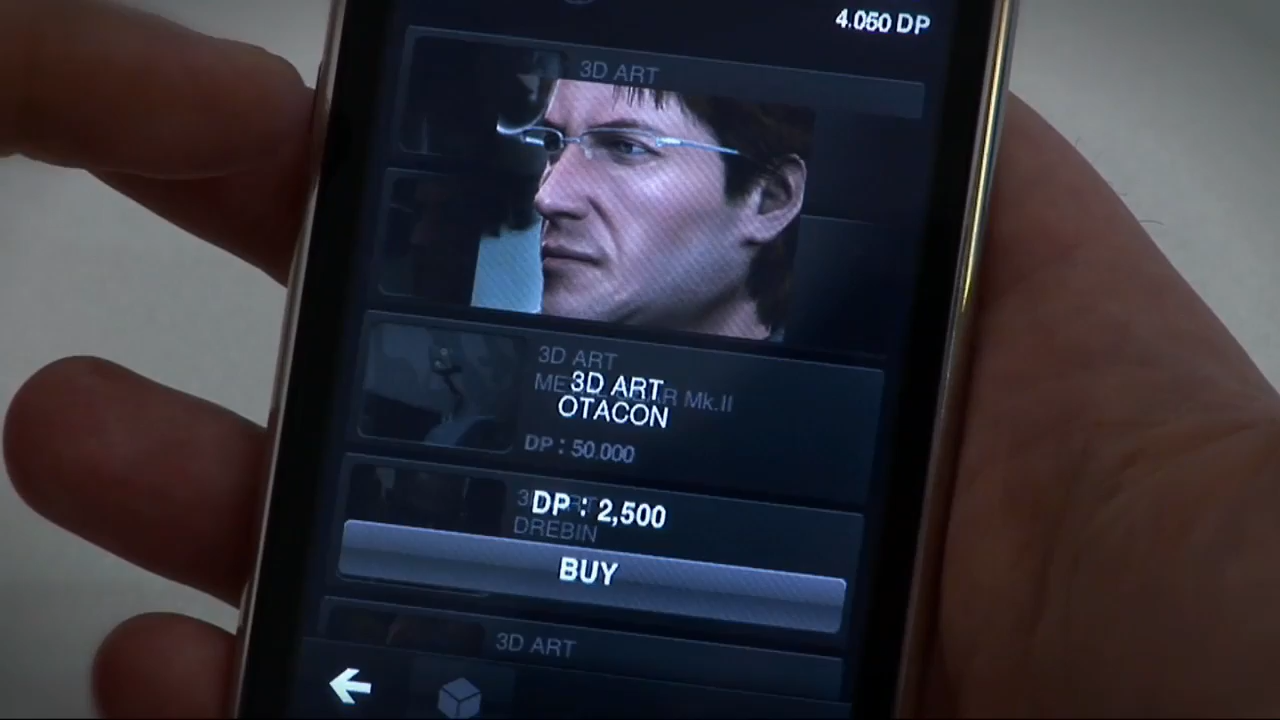 4.050 DP
3D ART
3D ART
3D ART
OTACON
Mk.II
DP : 50.000
DP : 2,500
DREBIN
BUY
3D ART